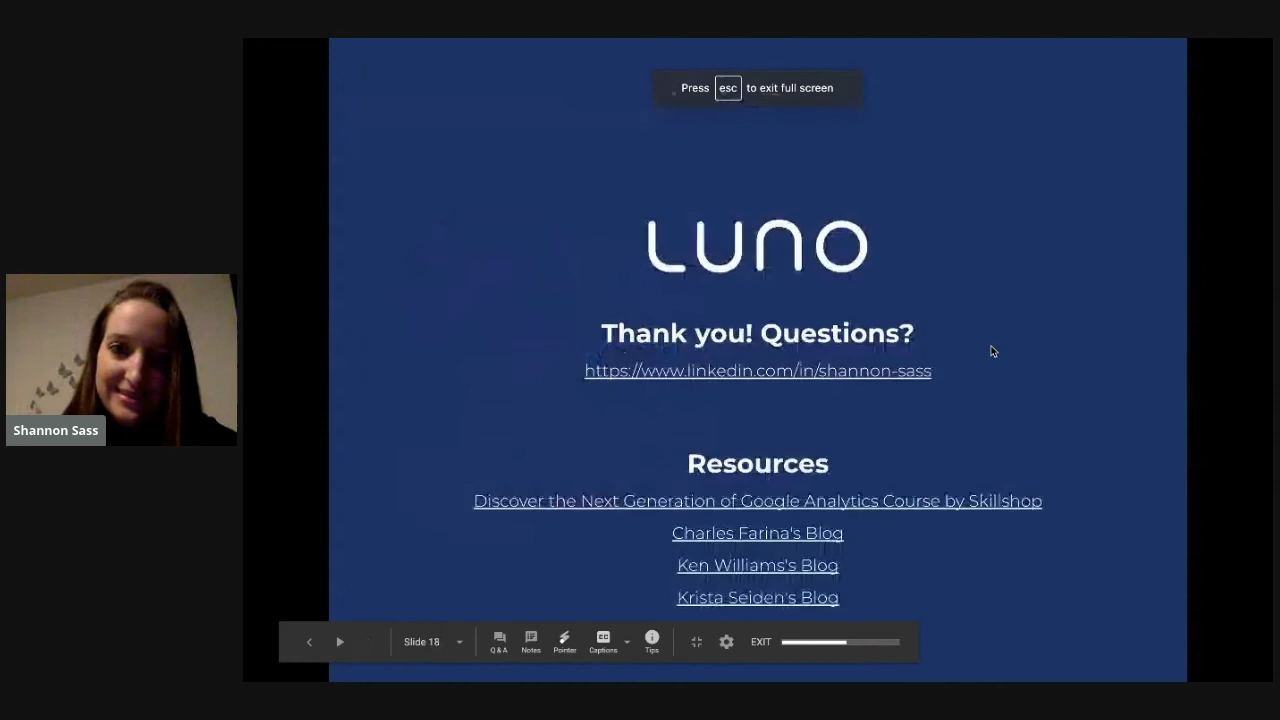 Press esc to exit full screen
LUNO
Thank you! Questions?
https://www.linkedin.com/in/shannon-sass
Shannon Sass
Resources
Discover the Next Generation of Google Analytics Course by Skillshop
Charles Farina's Blog
Ken Williams's Blog
Krista Seiden's Blog
Slide 18
Q & A
Notes
Pointer
CC
Captions
Tips
EXIT